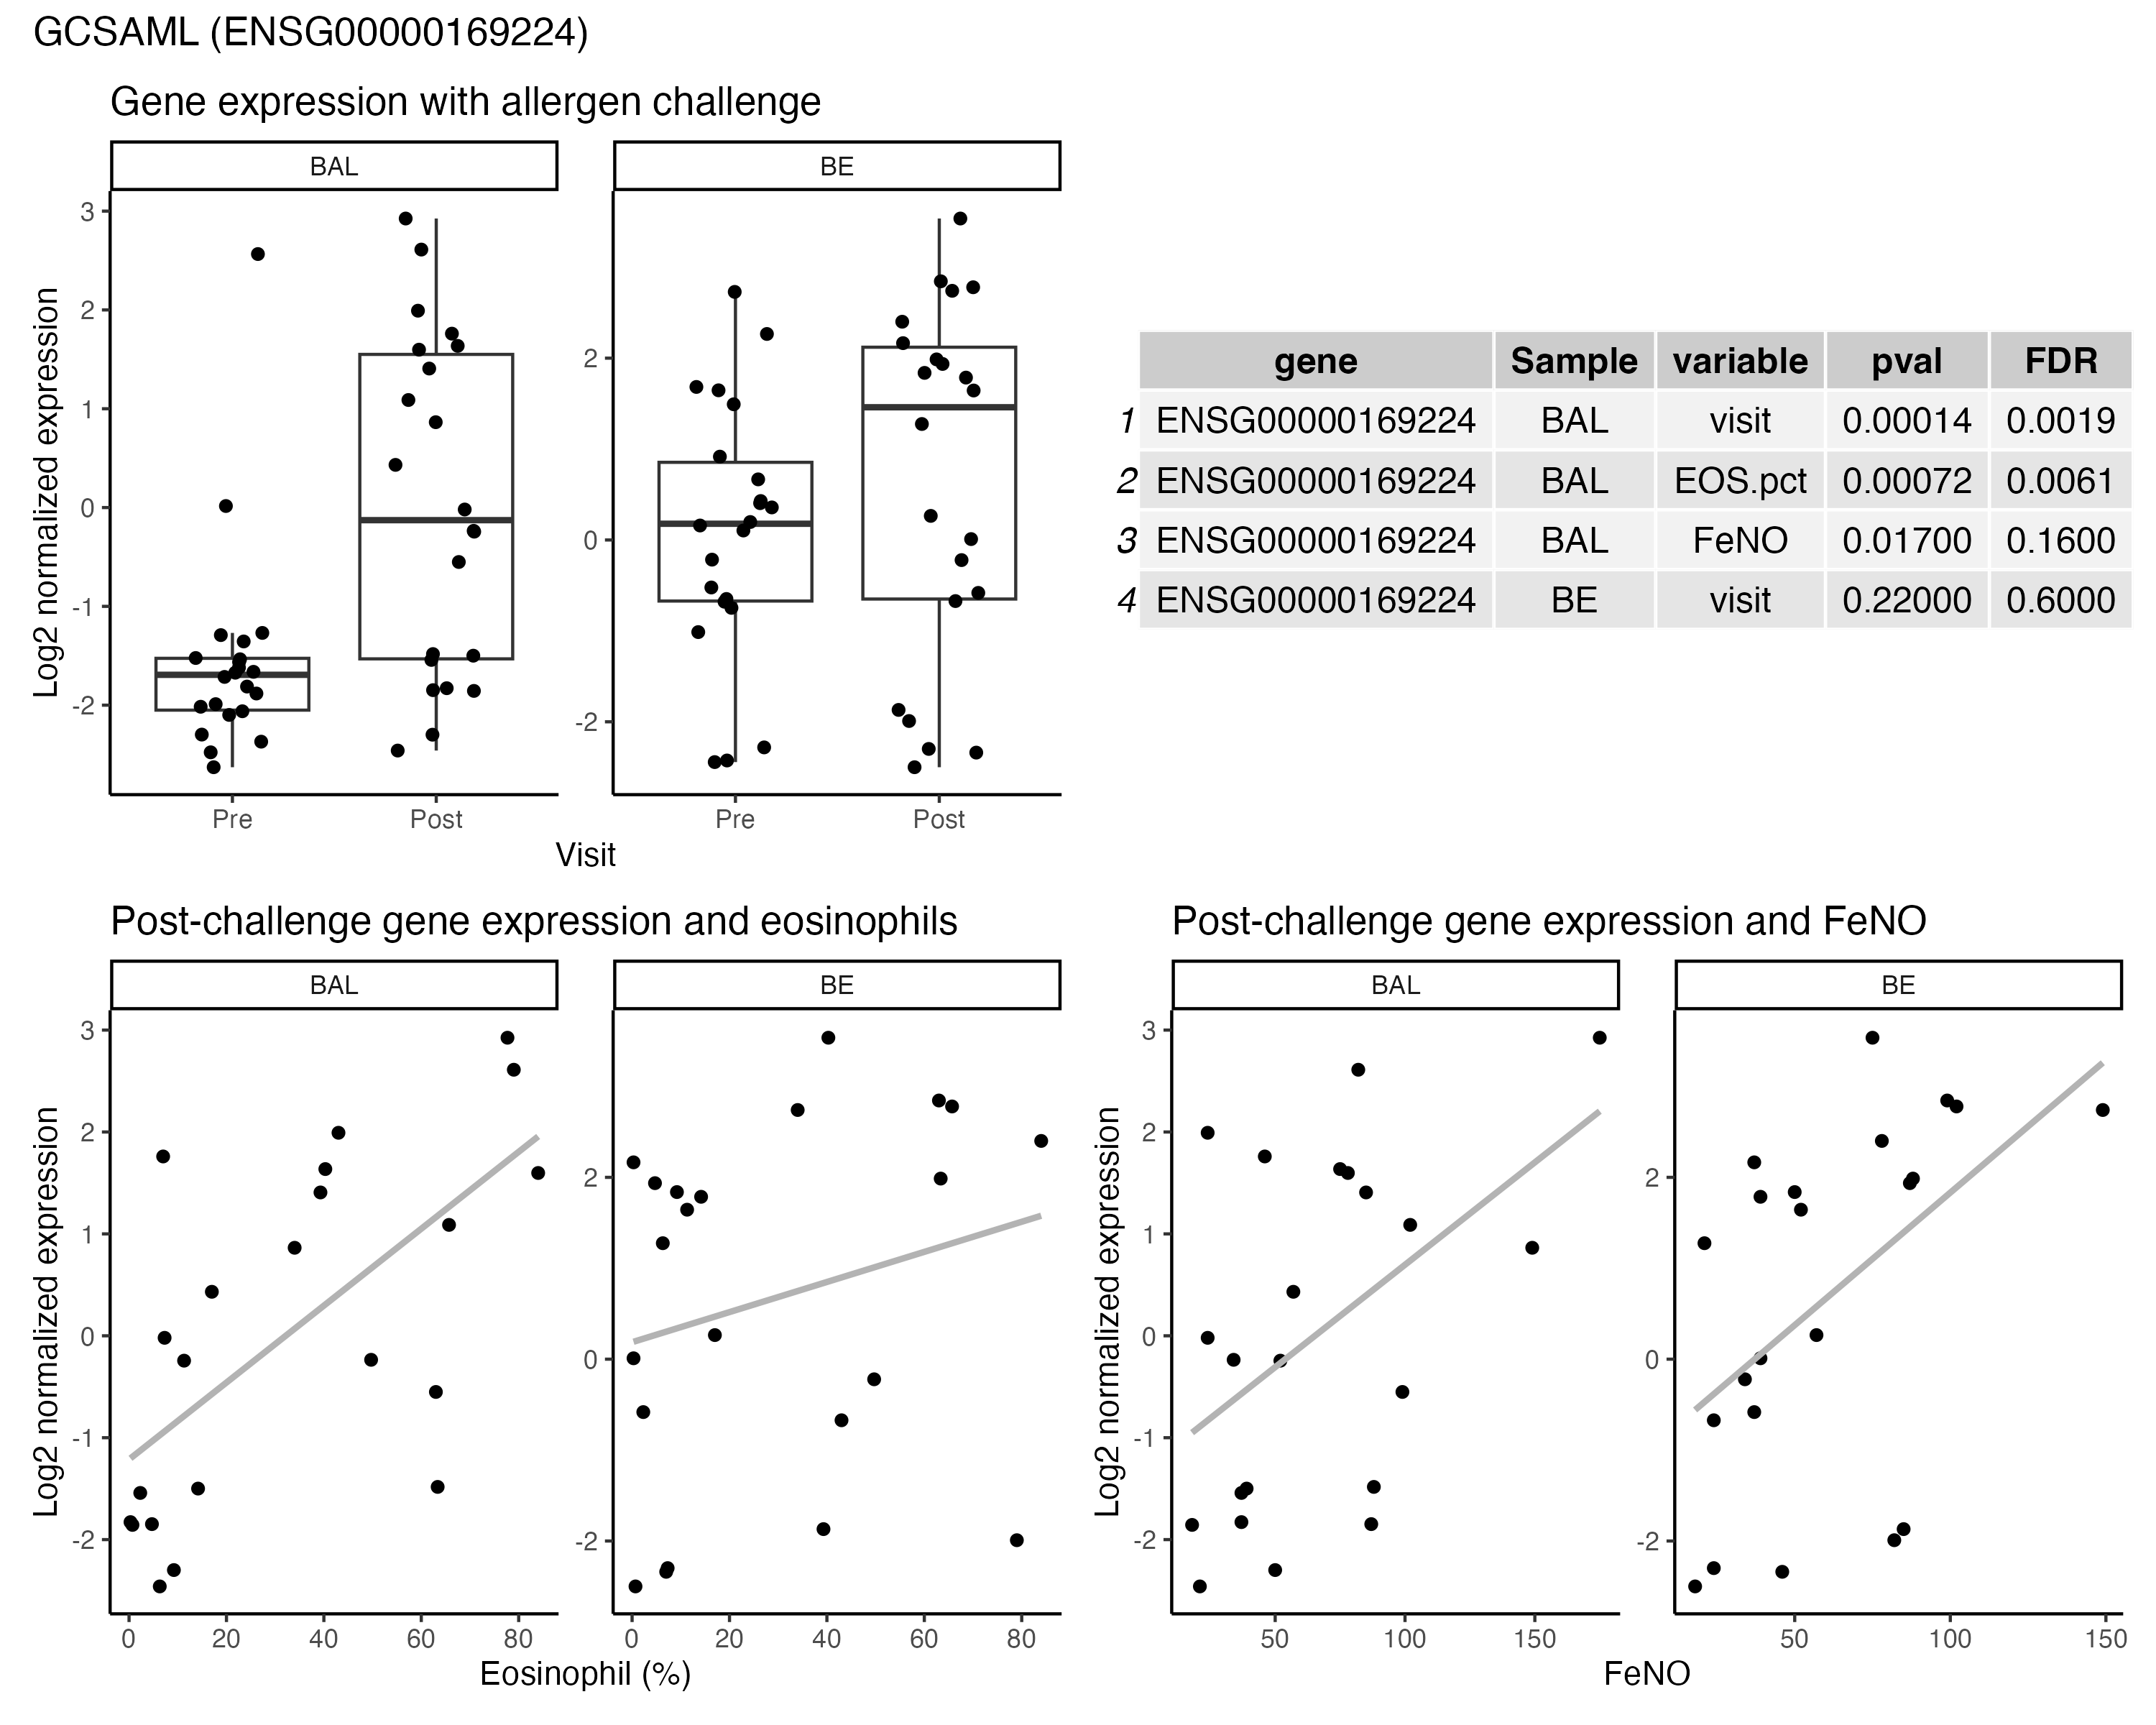 GCSAML (ENSG00000169224)
Gene expression with allergen challenge
BAL
BE
Log2 normalized expression
3
2
1
0
-1
-2
2
0
-2
Pre
Post
Pre
Post
Visit
gene Sample variable pval FDR
1 ENSG00000169224 BAL visit 0.00014 0.0019
2 ENSG00000169224 BAL EOS.pct 0.00072 0.0061
3 ENSG00000169224 BAL FeNO 0.01700 0.1600
4 ENSG00000169224 BE visit 0.22000 0.6000
Post-challenge gene expression and eosinophils
BAL
BE
Log2 normalized expression
3
2
1
0
-1
-2
2
0
-2
0 20 40 60 80
0 20 40 60 80
Eosinophil (%)
Post-challenge gene expression and FeNO
BAL
BE
Log2 normalized expression
3
2
1
0
-1
-2
2
0
-2
50 100 150
50 100 150
FeNO